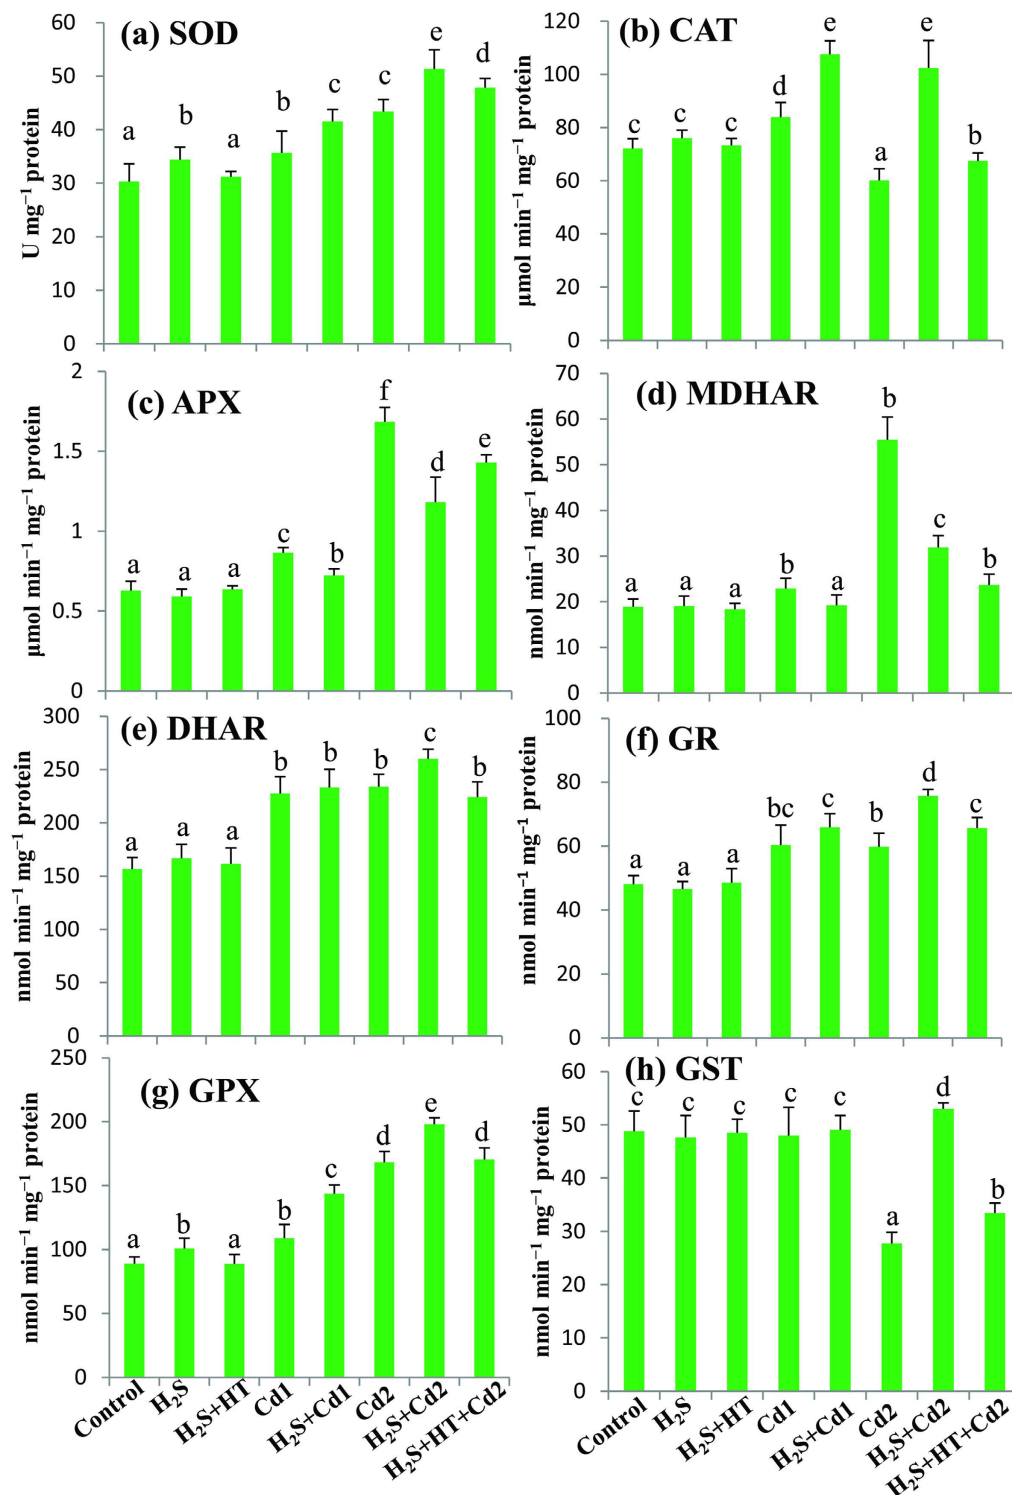 (a) SOD
U mg⁻¹ protein
60
50
40
30
20
10
0
a
b
a
b
c
c
e
d
(b) CAT
µmol min⁻¹ mg⁻¹ protein
120
100
80
60
40
20
0
c
c
c
d
e
a
e
b
(c) APX
µmol min⁻¹ mg⁻¹ protein
2
1.5
1
0.5
0
a
a
a
c
b
f
d
e
(d) MDHAR
nmol min⁻¹ mg⁻¹ protein
70
60
50
40
30
20
10
0
a
a
a
b
a
b
c
b
(e) DHAR
nmol min⁻¹ mg⁻¹ protein
300
250
200
150
100
50
0
a
a
a
b
b
b
c
b
(f) GR
nmol min⁻¹ mg⁻¹ protein
100
80
60
40
20
0
a
a
a
bc
c
b
d
c
(g) GPX
nmol min⁻¹ mg⁻¹ protein
250
200
150
100
50
0
a
b
a
b
c
d
e
d
Control
H₂S
H₂S+HT
Cd1
H₂S+Cd1
Cd2
H₂S+Cd2
H₂S+HT+Cd2
(h) GST
nmol min⁻¹ mg⁻¹ protein
60
50
40
30
20
10
0
c
c
c
c
c
a
d
b
Control
H₂S
H₂S+HT
Cd1
H₂S+Cd1
Cd2
H₂S+Cd2
H₂S+HT+Cd2